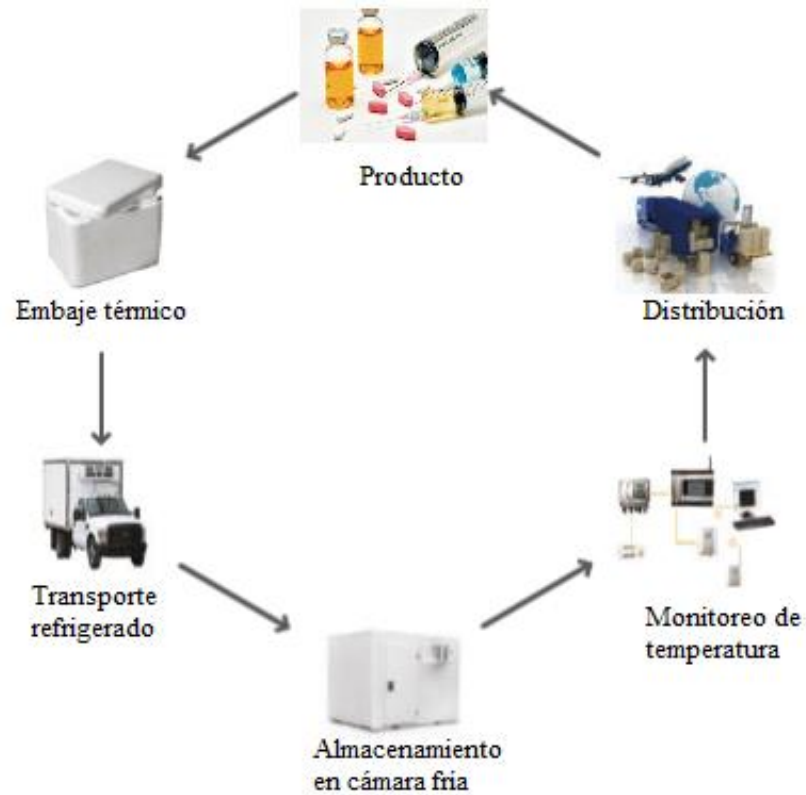 Producto
Embaje térmico
Distribución
Transporte
refrigerado
Monitoreo de
temperatura
Almacenamiento
en cámara fria